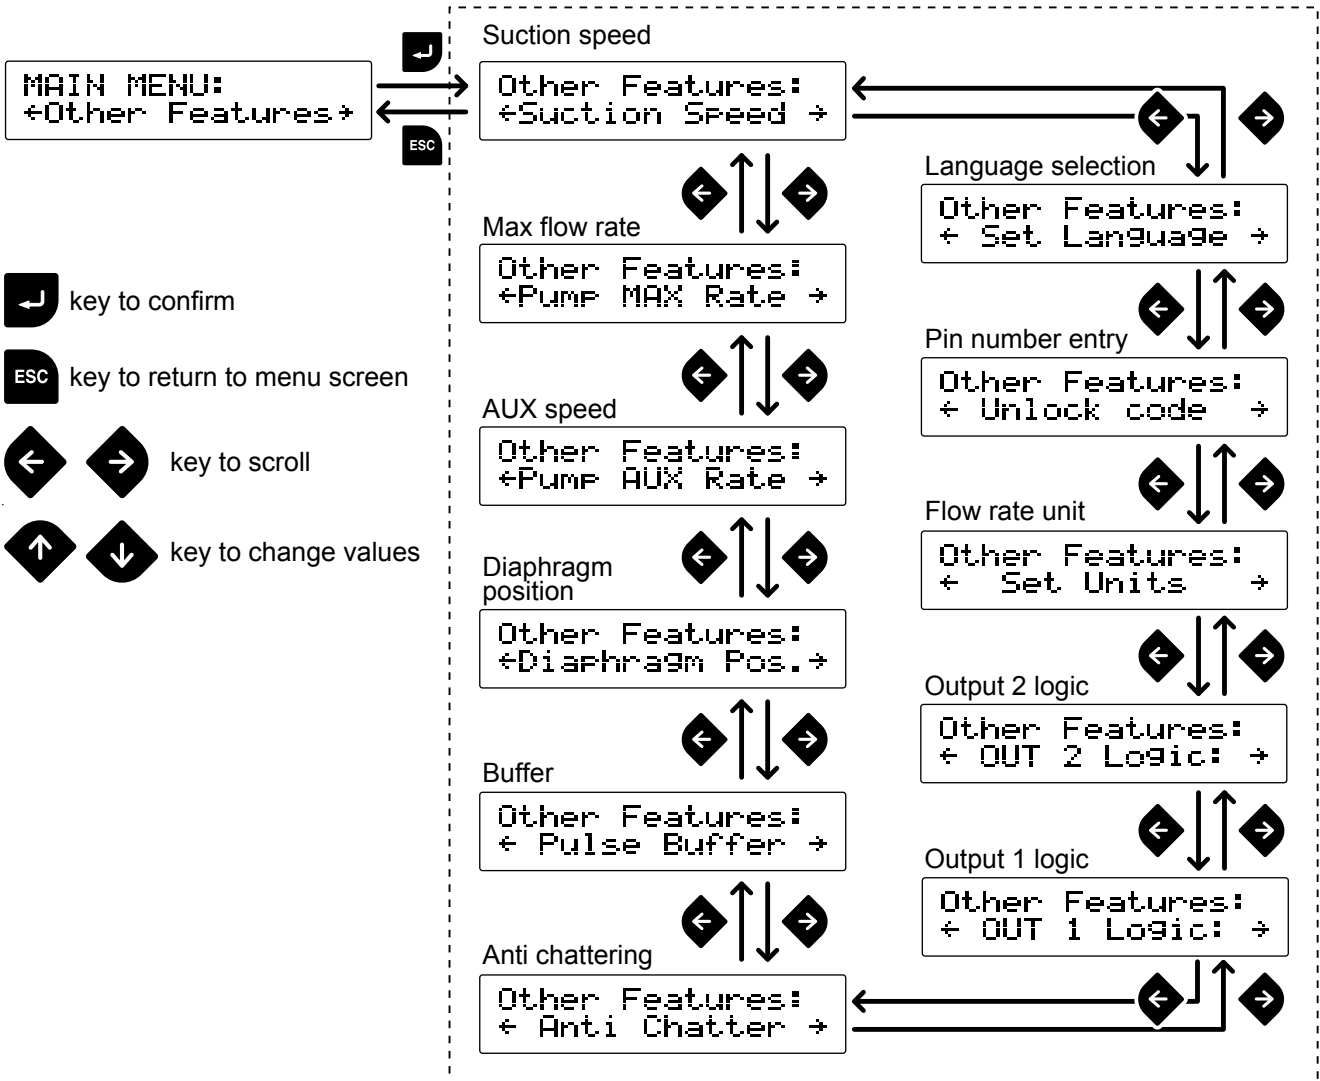 MAIN MENU:
←Other Features→
ESC
Suction speed
Other Features:
←Suction Speed →
Max flow rate
Other Features:
←Pump MAX Rate →
AUX speed
Other Features:
←Pump AUX Rate →
Diaphragm
position
Other Features:
←Diaphragm Pos.→
Buffer
Other Features:
← Pulse Buffer →
Anti chattering
Other Features:
← Anti Chatter →
Language selection
Other Features:
← Set Language →
Pin number entry
Other Features:
← Unlock code →
Flow rate unit
Other Features:
← Set Units →
Output 2 logic
Other Features:
← OUT 2 Logic: →
Output 1 logic
Other Features:
← OUT 1 Logic: →
key to confirm
ESC key to return to menu screen
key to scroll
key to change values